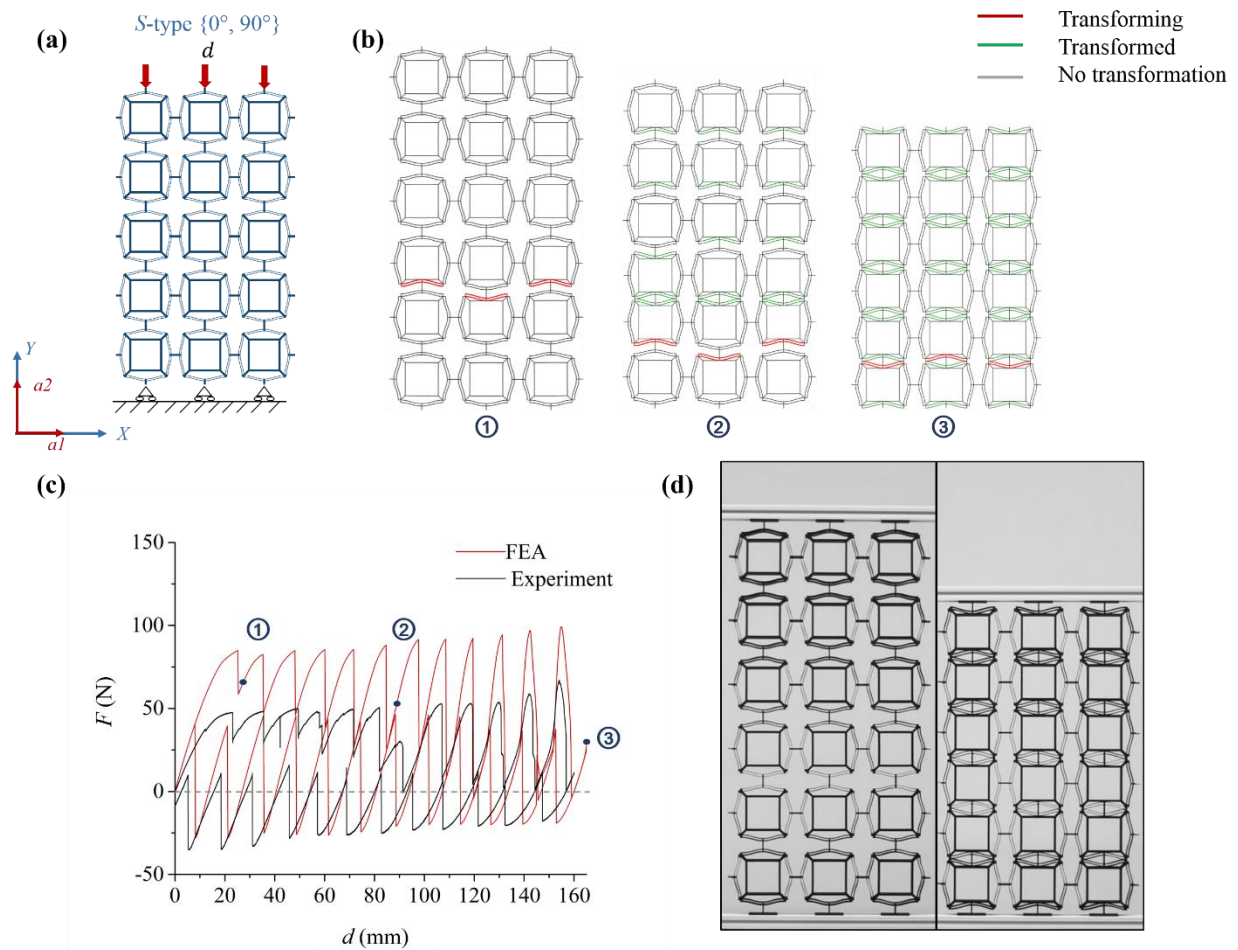 S-type {0°, 90°}
(a)
d
Y
a2
a1
X
(b)
Transforming
Transformed
No transformation
①
②
③
(c)
150
100
50
0
-50
F (N)
FEA
Experiment
①
②
③
0 20 40 60 80 100 120 140 160
d (mm)
(d)